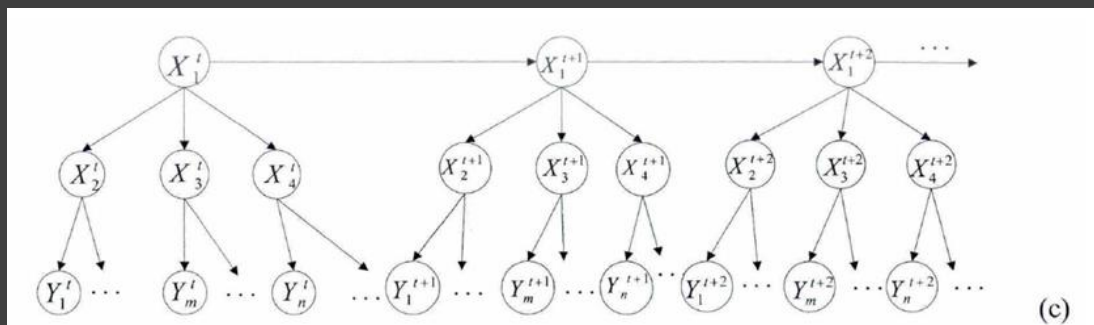 X_1^t X_1^{t+1} X_1^{t+2} ...
X_2^t X_3^t X_4^t X_2^{t+1} X_3^{t+1} X_4^{t+1} X_2^{t+2} X_3^{t+2} X_4^{t+2}
Y_1^t ... Y_m^t ... Y_n^t ... Y_1^{t+1} ... Y_m^{t+1} ... Y_n^{t+1} .. Y_1^{t+2} ... Y_m^{t+2} ... Y_n^{t+2} ...
(c)